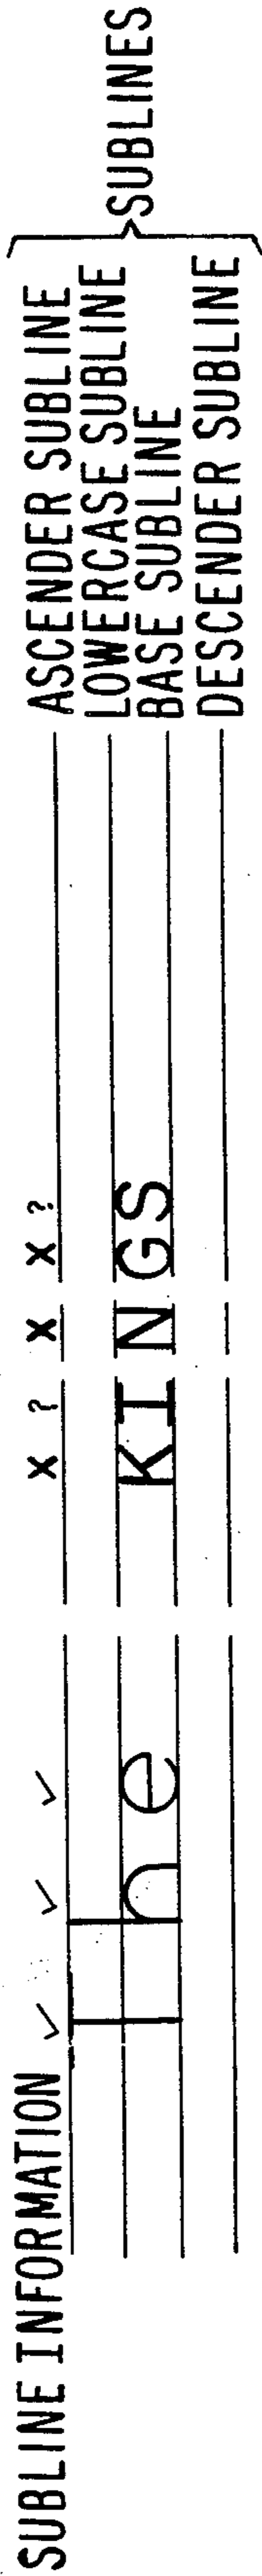 SUBLINE INFORMATION
✓ ✓ ✓ X ? X X ?
The KINGS
ASCENDER SUBLINE
LOWERCASE SUBLINE
BASE SUBLINE
DESCENDER SUBLINE
SUBLINES